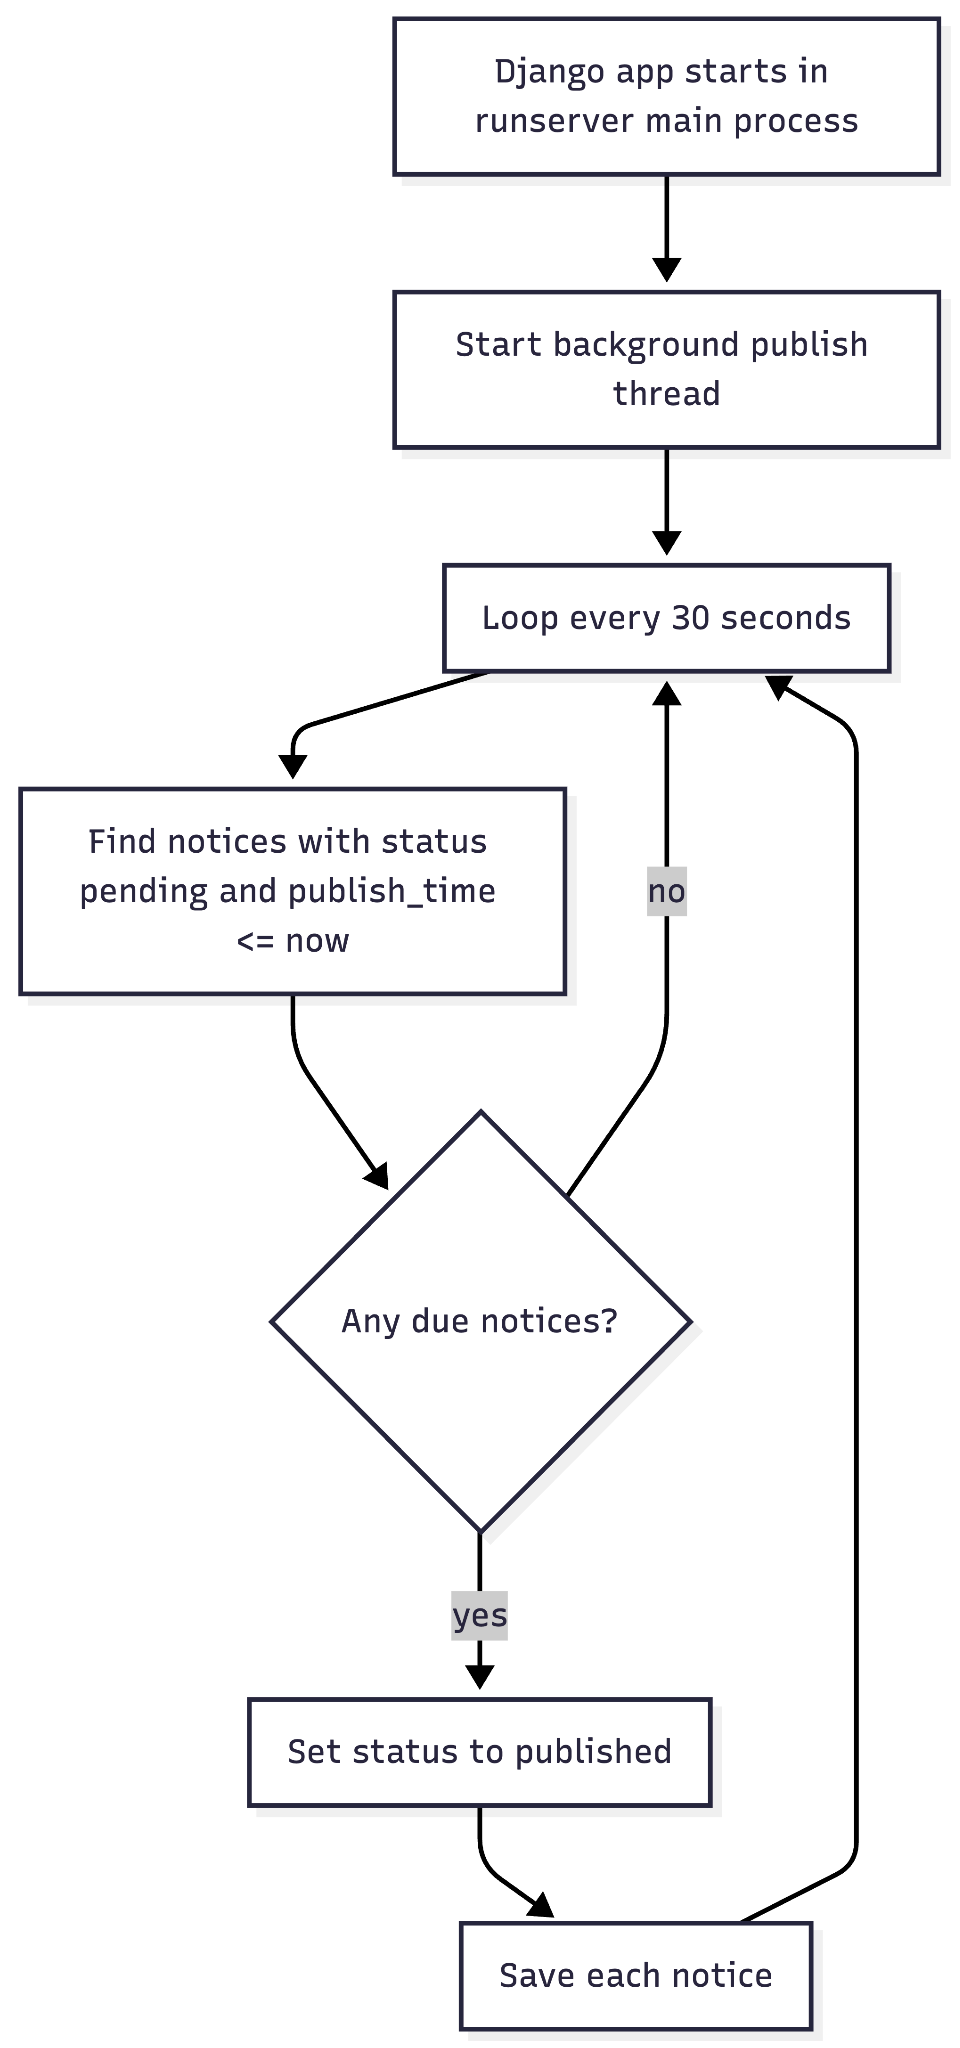 Django app starts in
runserver main process
Start background publish
thread
Loop every 30 seconds
Find notices with status
pending and publish_time
<= now
no
Any due notices?
yes
Set status to published
Save each notice